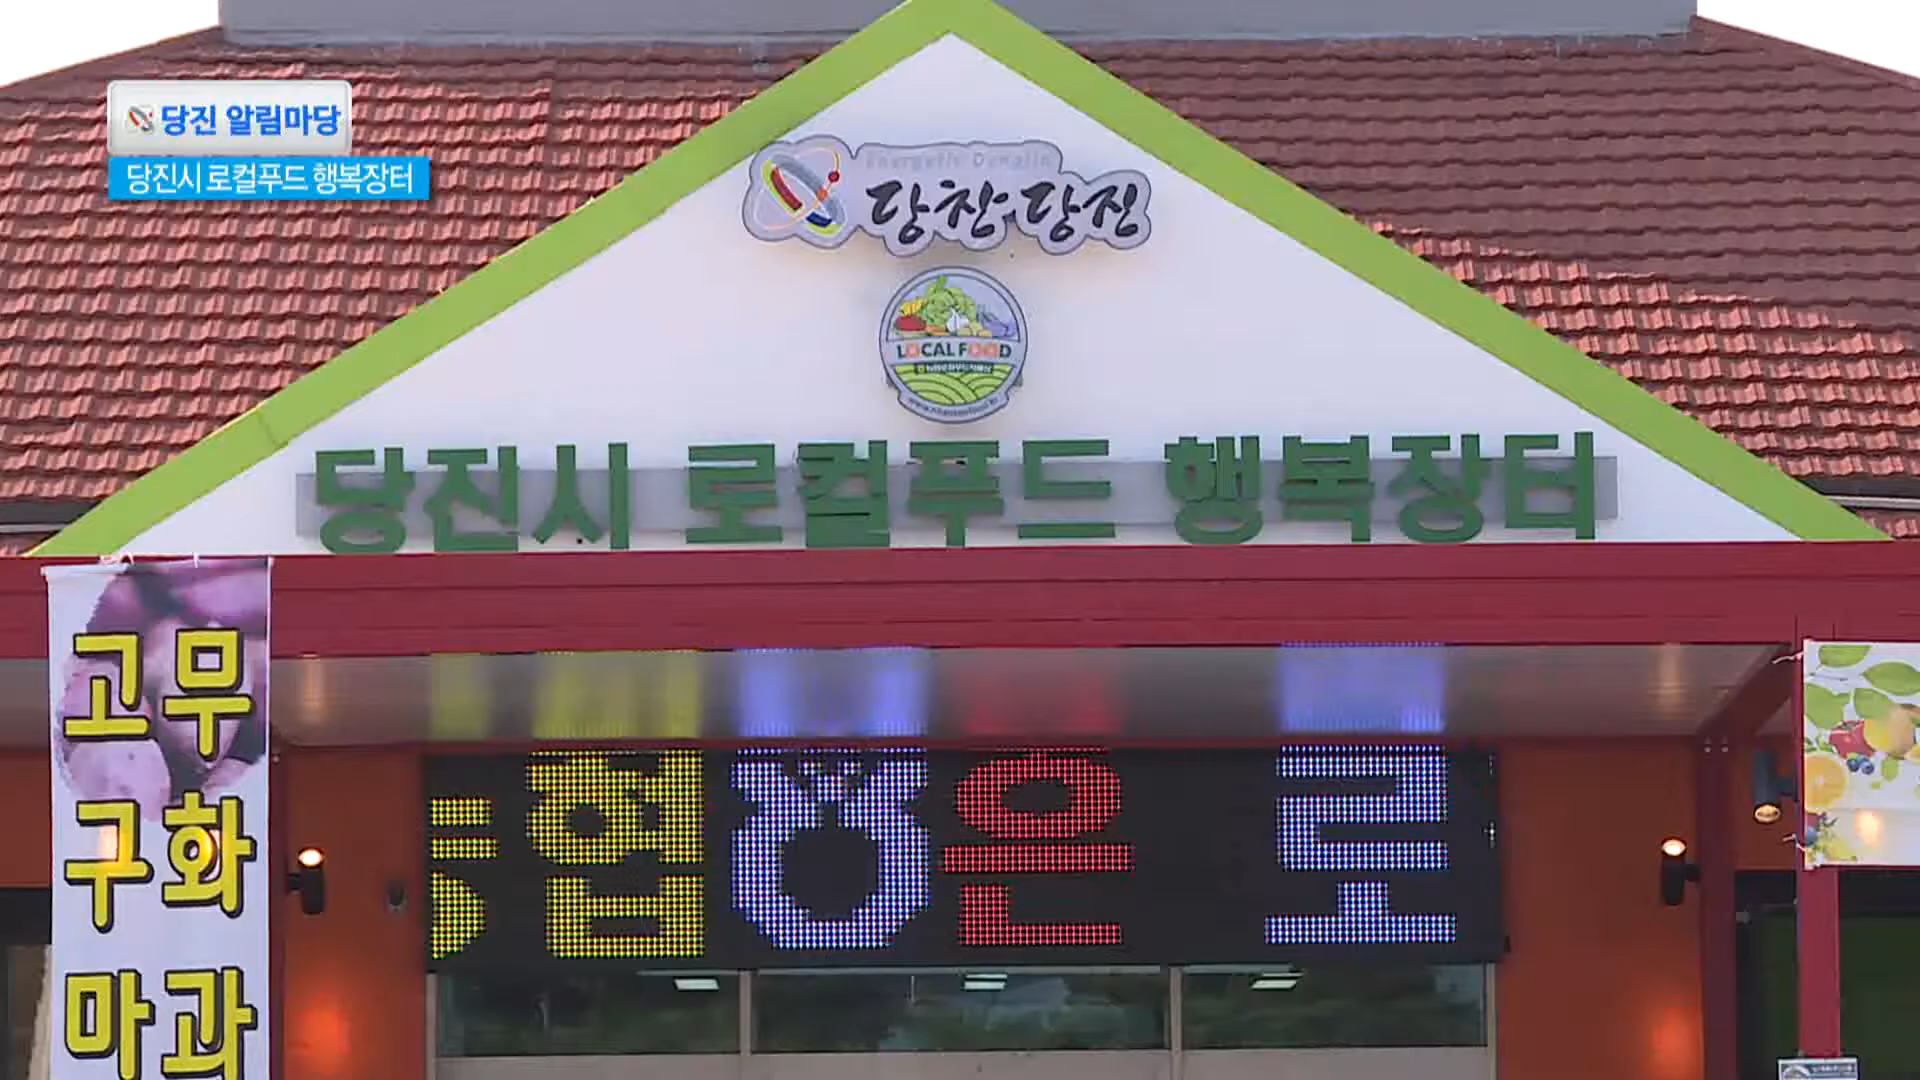 당진 알림마당
당진시 로컬푸드 행복장터
Energetic Dangjin
당찬당진
LOCAL FOOD
당진시 로컬푸드 행복장터
고구마
무화과
협 은 로